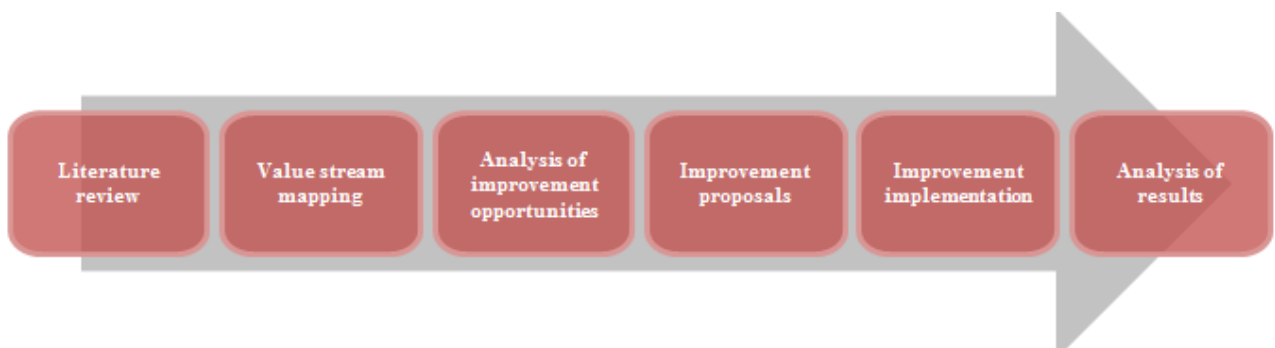 Literature
review
Value stream
mapping
Analysis of
improvement
opportunities
Improvement
proposals
Improvement
implementation
Analysis of
results